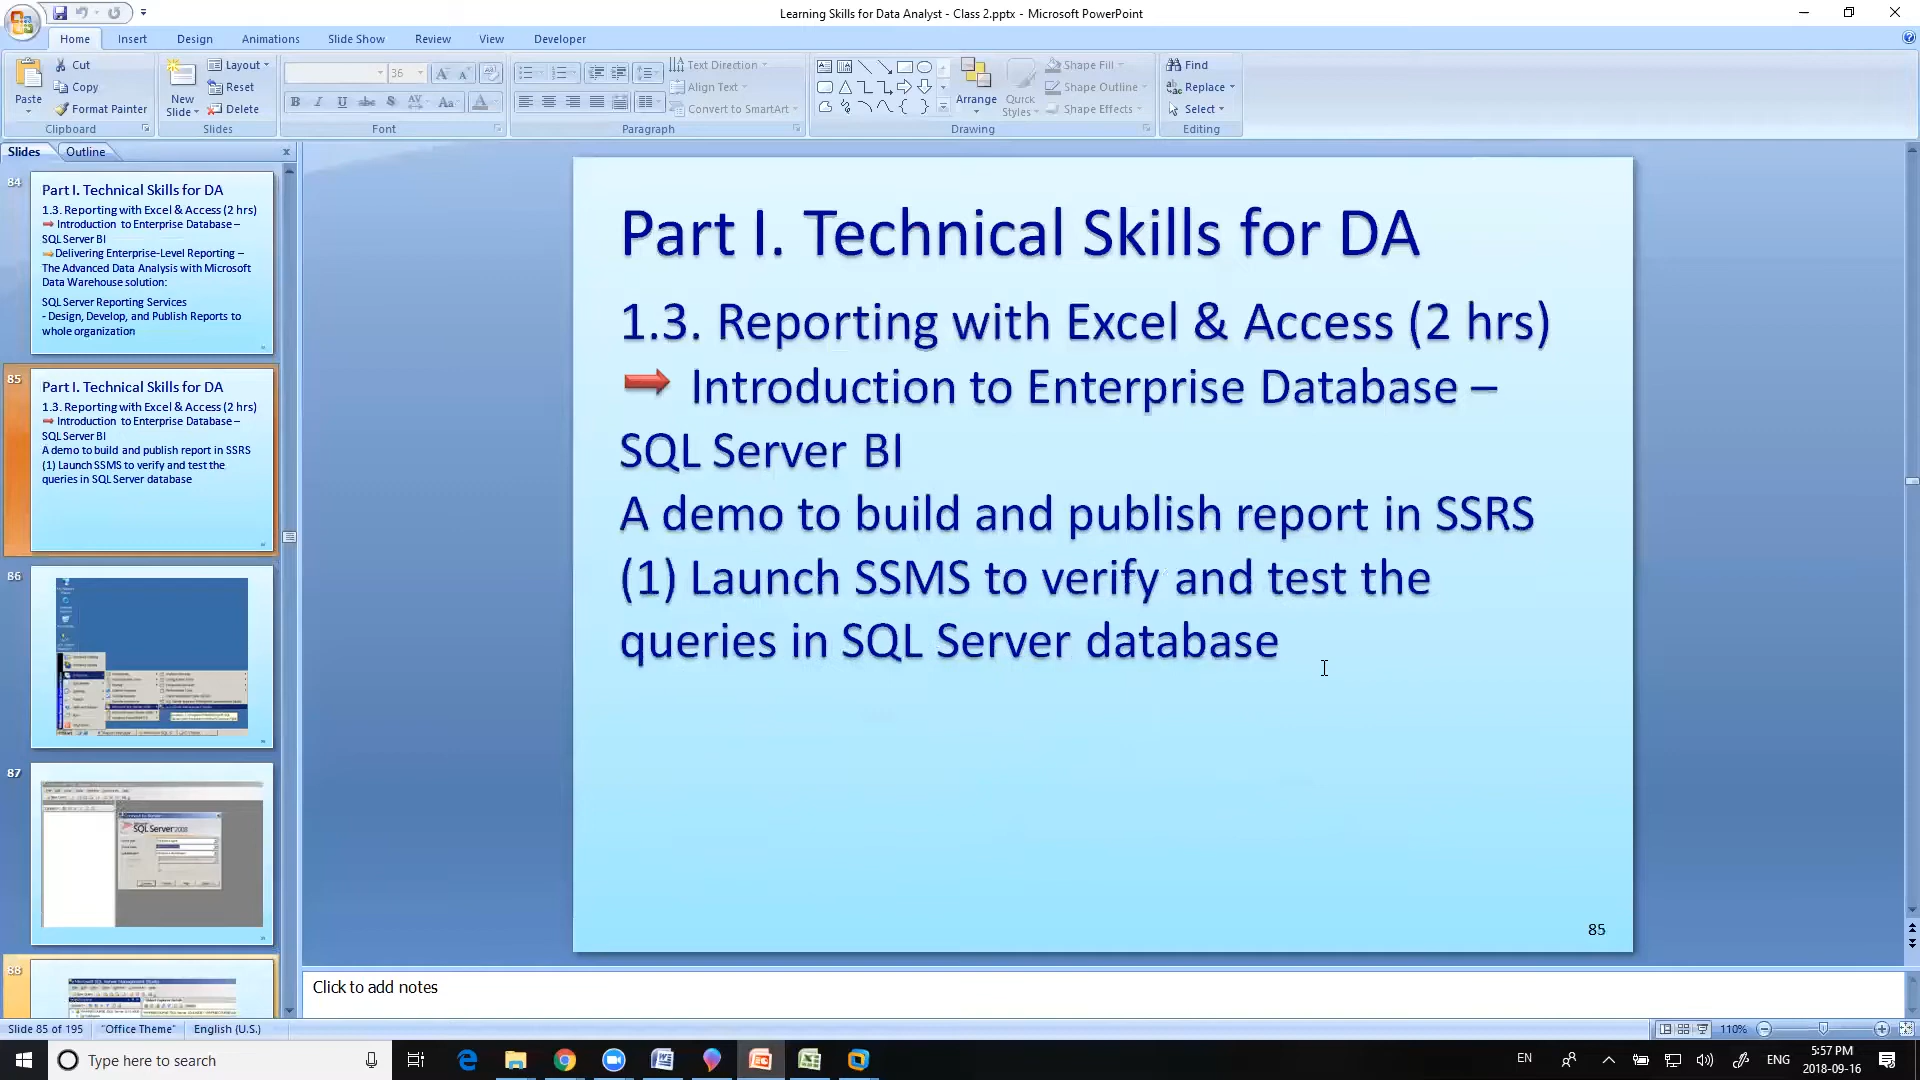 Learning Skills for Data Analyst - Class 2.pptx - Microsoft PowerPoint
Home Insert Design Animations Slide Show Review View Developer
Paste
Cut
Copy
Format Painter
Clipboard
New Slide
Layout
Reset
Delete
Slides
36
Font
Text Direction
Align Text
Convert to SmartArt
Paragraph
Arrange
Quick Styles
Shape Fill
Shape Outline
Shape Effects
Drawing
Find
Replace
Select
Editing
Slides Outline
84
Part I. Technical Skills for DA
1.3. Reporting with Excel & Access (2 hrs)
Introduction to Enterprise Database –
SQL Server BI
Delivering Enterprise-Level Reporting –
The Advanced Data Analysis with Microsoft
Data Warehouse solution:
SQL Server Reporting Services
- Design, Develop, and Publish Reports to
whole organization
85
Part I. Technical Skills for DA
1.3. Reporting with Excel & Access (2 hrs)
Introduction to Enterprise Database –
SQL Server BI
A demo to build and publish report in SSRS
(1) Launch SSMS to verify and test the
queries in SQL Server database
86
87
SQL Server 2008
88
Part I. Technical Skills for DA
1.3. Reporting with Excel & Access (2 hrs)
Introduction to Enterprise Database –
SQL Server BI
A demo to build and publish report in SSRS
(1) Launch SSMS to verify and test the
queries in SQL Server database
85
Click to add notes
Slide 85 of 195 "Office Theme" English (U.S.) 110%
Type here to search
EN ENG
5:57 PM
2018-09-16